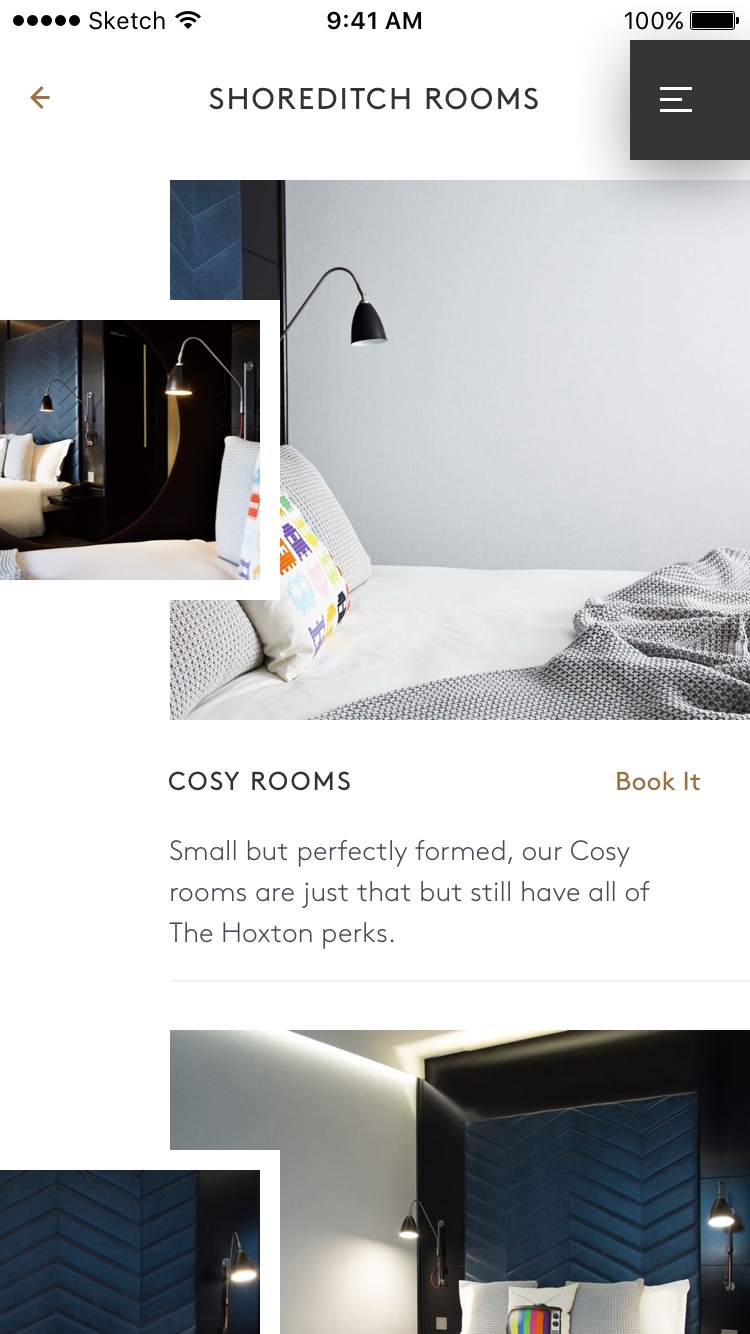 ●●●●● Sketch 9:41 AM 100%
SHOREDITCH ROOMS
COSY ROOMS Book It
Small but perfectly formed, our Cosy
rooms are just that but still have all of
The Hoxton perks.